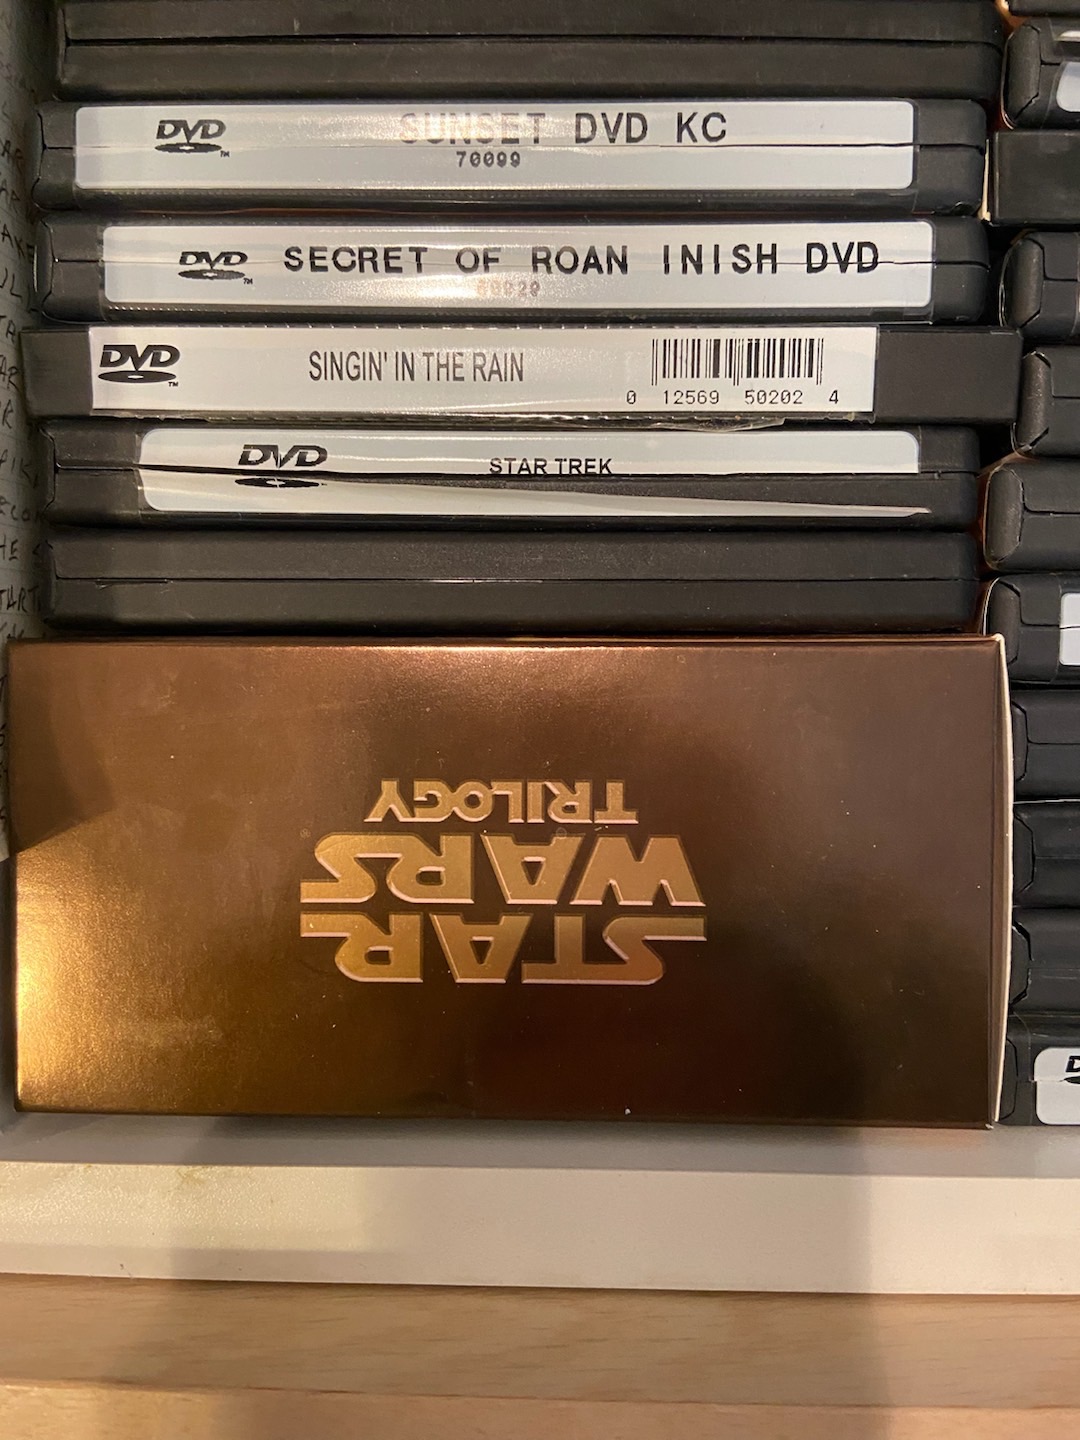 DVD
SUNSET DVD KC
70099
DVD
SECRET OF ROAN INISH DVD
DVD
SINGIN' IN THE RAIN
0 12569 50202 4
DVD
STAR TREK
STAR
WARS
TRILOGY